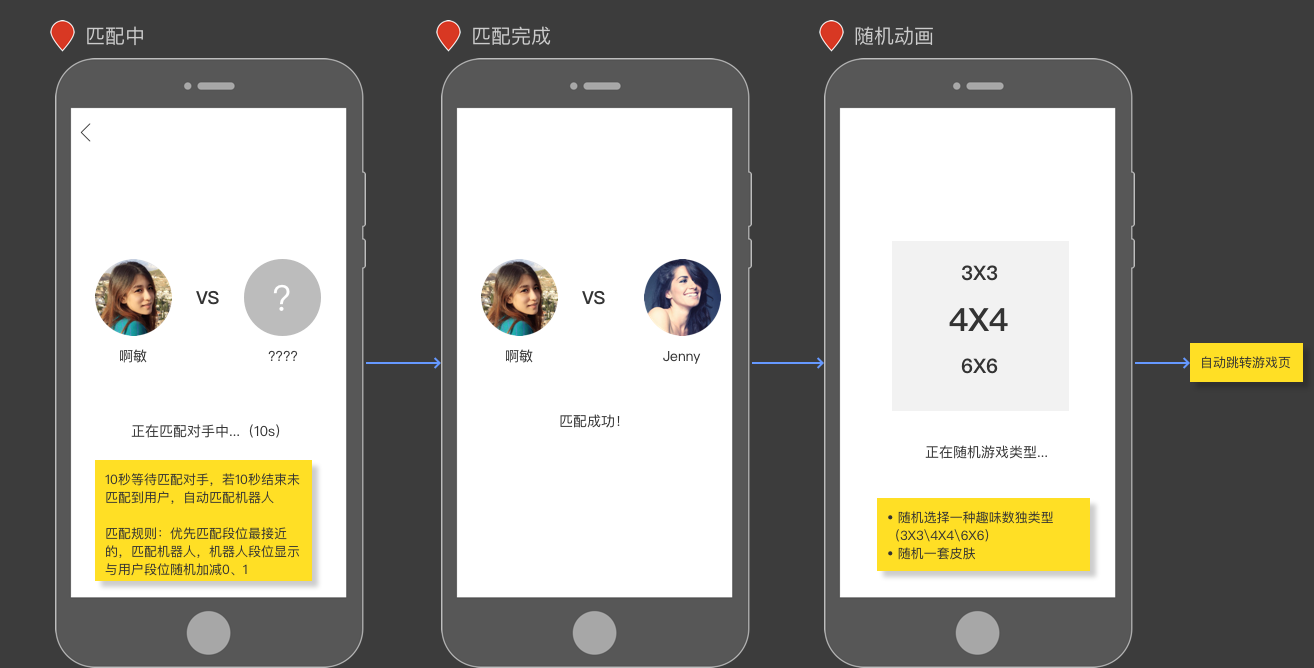 匹配中
匹配完成
随机动画
?
VS
啊敏
????
正在匹配对手中...（10s）
10秒等待匹配对手，若10秒结束未
匹配到用户，自动匹配机器人
匹配规则：优先匹配段位最接近
的，匹配机器人，机器人段位显示
与用户段位随机加减0、1
VS
啊敏
Jenny
匹配成功！
3X3
4X4
6X6
正在随机游戏类型...
• 随机选择一种趣味数独类型
（3X3\4X4\6X6）
• 随机一套皮肤
自动跳转游戏页